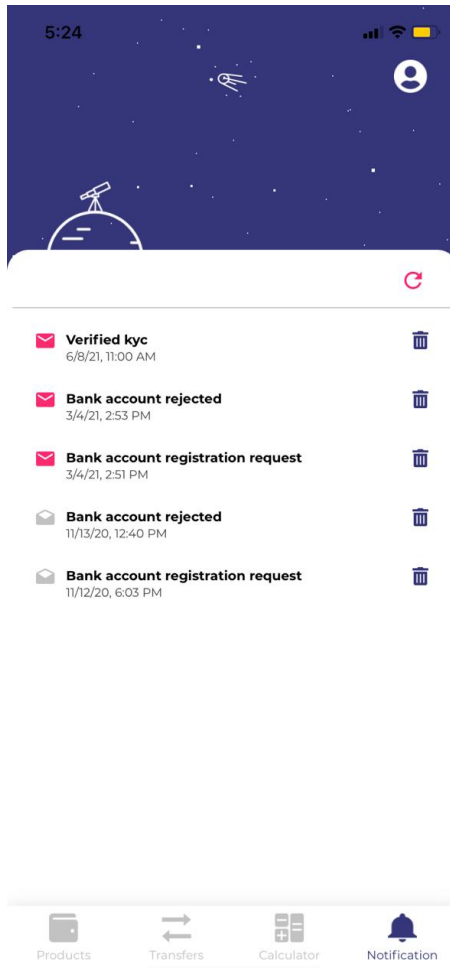 5:24
Verified kyc
6/8/21, 11:00 AM
Bank account rejected
3/4/21, 2:53 PM
Bank account registration request
3/4/21, 2:51 PM
Bank account rejected
11/13/20, 12:40 PM
Bank account registration request
11/12/20, 6:03 PM
Products Transfers Calculator Notification